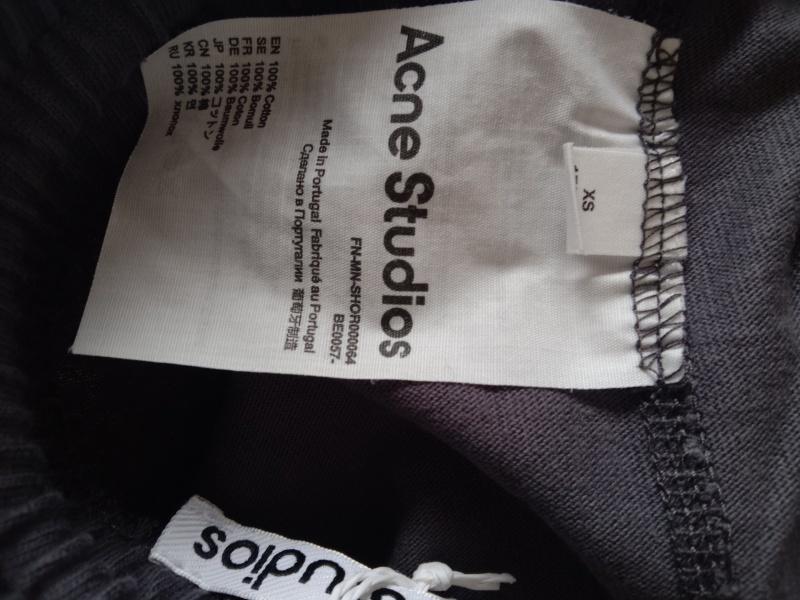 Acne Studios
XS
FN-MN-SHOR000064
BE0057-
Made in Portugal Fabriqué au Portugal
Сделано в Португалии 葡萄牙制造
EN 100% Cotton
SE 100% Bomull
FR 100% Coton
DE 100% Baumwolle
JP 100% コットン
CN 100% 棉
KR 100% 면
RU 100% хлопок